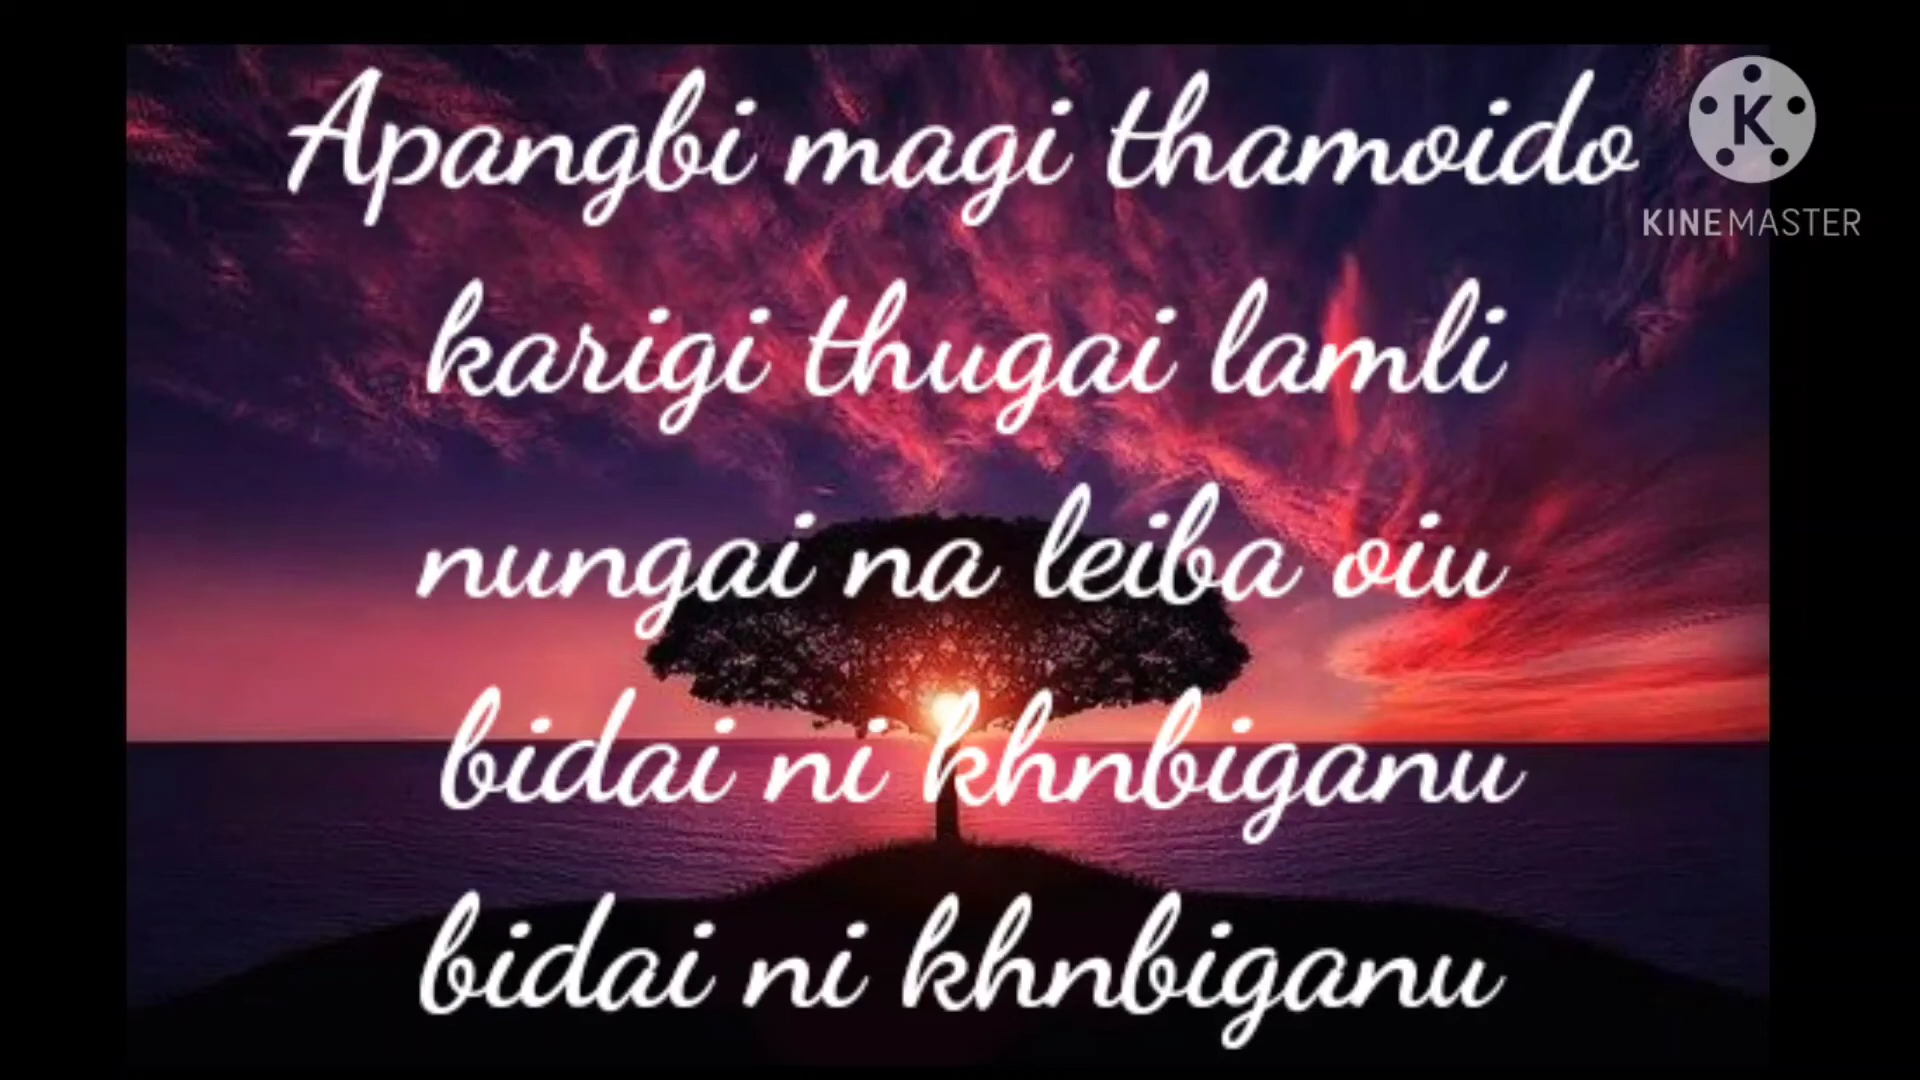 Apangbi magi thamoido
karigi thugai lamli
nungai na leiba oiu
bidai ni khnbiganu
bidai ni khnbiganu
K
KINEMASTER